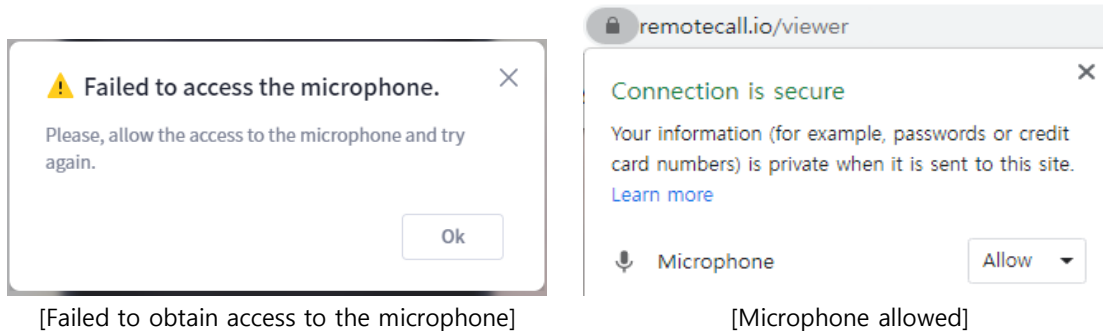 Failed to access the microphone.
Please, allow the access to the microphone and try
again.
Ok
[Failed to obtain access to the microphone]
remotecall.io/viewer
Connection is secure
Your information (for example, passwords or credit
card numbers) is private when it is sent to this site.
Learn more
Microphone
Allow
[Microphone allowed]